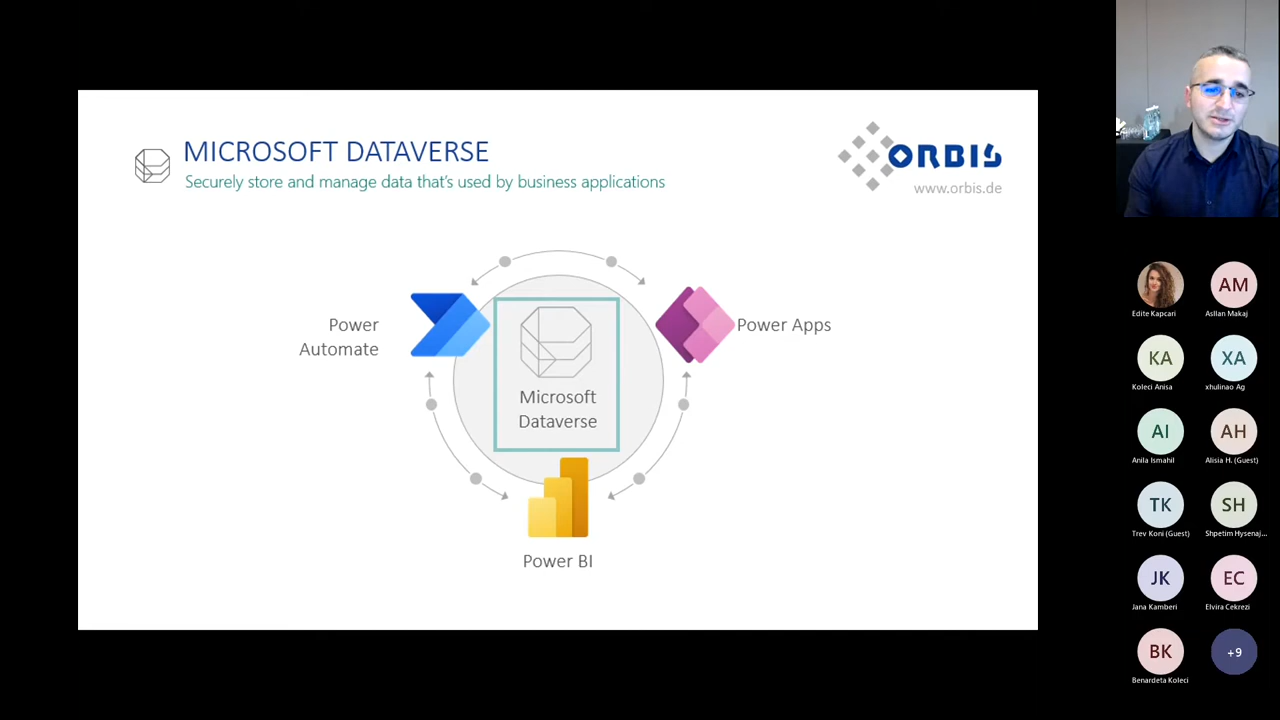 MICROSOFT DATAVERSE
Securely store and manage data that's used by business applications
ORBIS
www.orbis.de
Power
Automate
Microsoft
Dataverse
Power Apps
Power BI
Edite Kapcari
AM
Asllan Makaj
KA
Koleci Anisa
XA
xhulinao Ag
AI
Anila Ismahil
AH
Alisia H. (Guest)
TK
Trev Koni (Guest)
SH
Shpetim Hysenaj...
JK
Jana Kamberi
EC
Elvira Cekrezi
BK
Benardeta Koleci
+9